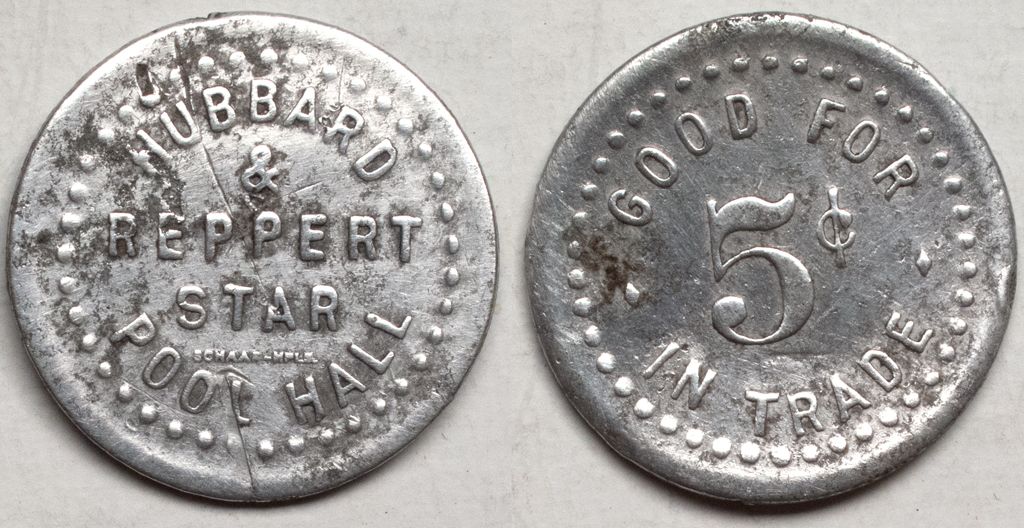 HUBBARD
&
REPPERT
STAR
POOL HALL
GOOD FOR
5¢
IN TRADE